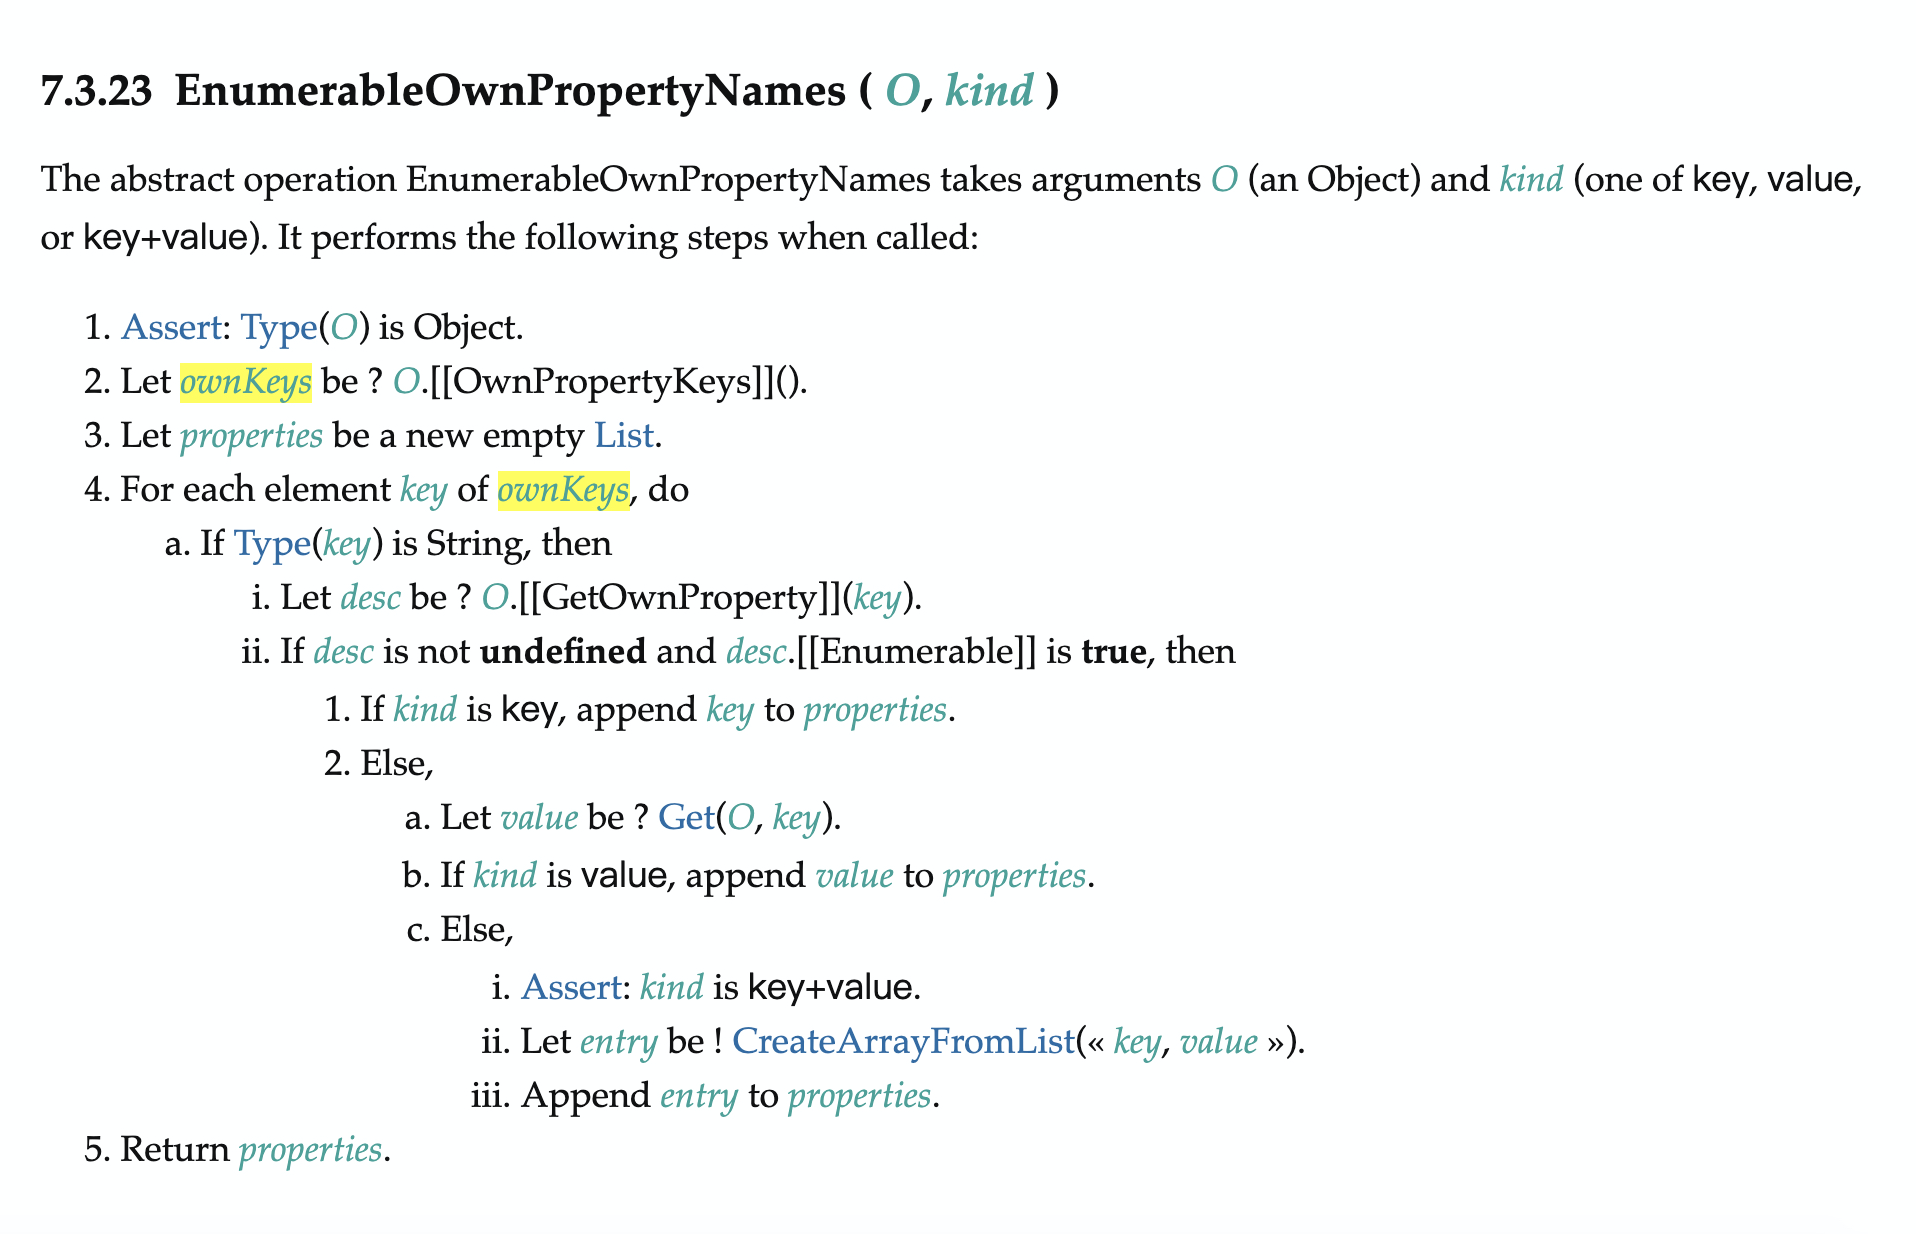 7.3.23 EnumerableOwnPropertyNames ( O, kind )
The abstract operation EnumerableOwnPropertyNames takes arguments O (an Object) and kind (one of key, value,
or key+value). It performs the following steps when called:
1. Assert: Type(O) is Object.
2. Let ownKeys be ? O.[[OwnPropertyKeys]]().
3. Let properties be a new empty List.
4. For each element key of ownKeys, do
a. If Type(key) is String, then
i. Let desc be ? O.[[GetOwnProperty]](key).
ii. If desc is not undefined and desc.[[Enumerable]] is true, then
1. If kind is key, append key to properties.
2. Else,
a. Let value be ? Get(O, key).
b. If kind is value, append value to properties.
c. Else,
i. Assert: kind is key+value.
ii. Let entry be ! CreateArrayFromList(« key, value »).
iii. Append entry to properties.
5. Return properties.